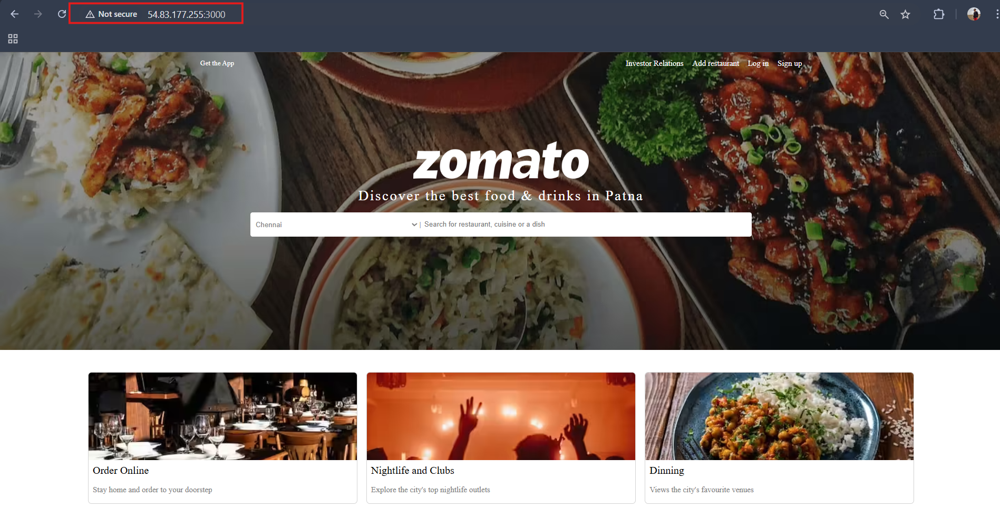 Not secure 54.83.177.255:3000
Get the App Investor Relations Add restaurant Log in Sign up
zomato
Discover the best food & drinks in Patna
Chennai | Search for restaurant, cuisine or a dish
Order Online
Stay home and order to your doorstep
Nightlife and Clubs
Explore the city's top nightlife outlets
Dinning
Views the city's favourite venues